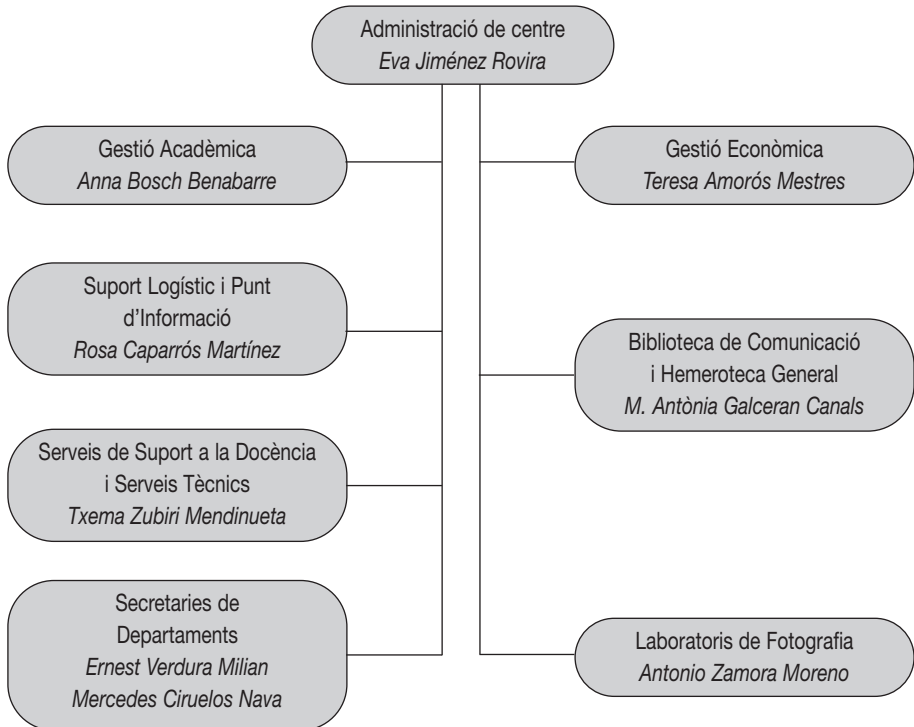 Administració de centre
Eva Jiménez Rovira
Gestió Acadèmica
Anna Bosch Benabarre
Gestió Econòmica
Teresa Amorós Mestres
Suport Logístic i Punt
d'Informació
Rosa Caparrós Martínez
Biblioteca de Comunicació
i Hemeroteca General
M. Antònia Galceran Canals
Serveis de Suport a la Docència
i Serveis Tècnics
Txema Zubiri Mendinueta
Secretaries de
Departaments
Ernest Verdura Milian
Mercedes Ciruelos Nava
Laboratoris de Fotografia
Antonio Zamora Moreno